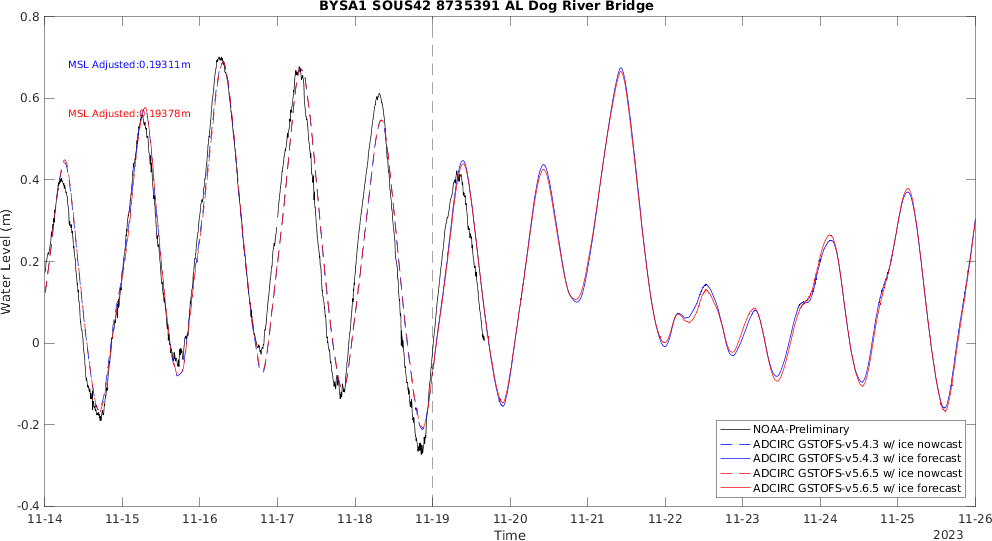 BYSA1 SOUS42 8735391 AL Dog River Bridge
0.8
MSL Adjusted:0.19311m
0.6
MSL Adjusted:0.19378m
0.4
0.2
0
-0.2
-0.4
Water Level (m)
NOAA-Preliminary
ADCIRC GSTOFS-v5.4.3 w/ ice nowcast
ADCIRC GSTOFS-v5.4.3 w/ ice forecast
ADCIRC GSTOFS-v5.6.5 w/ ice nowcast
ADCIRC GSTOFS-v5.6.5 w/ ice forecast
11-14 11-15 11-16 11-17 11-18 11-19 11-20 11-21 11-22 11-23 11-24 11-25 11-26
Time
2023